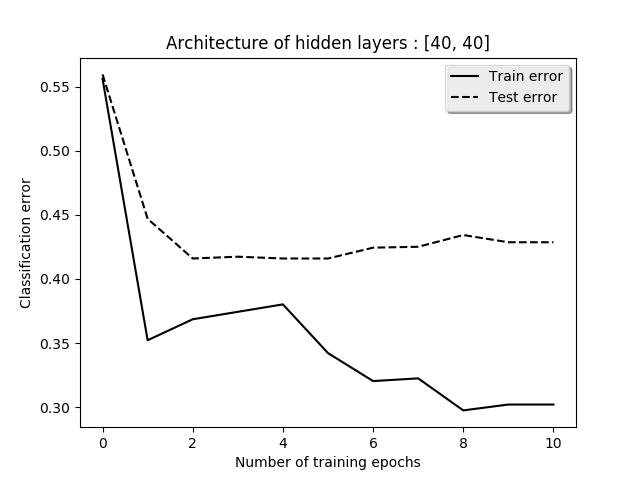 Architecture of hidden layers : [40, 40]
Train error
Test error
0.55
0.50
0.45
0.40
0.35
0.30
Classification error
0 2 4 6 8 10
Number of training epochs